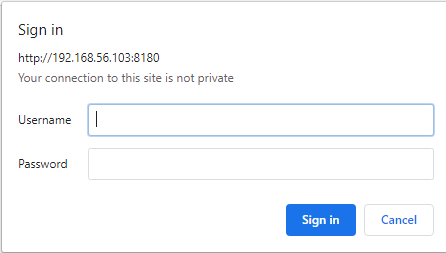 Sign in
http://192.168.56.103:8180
Your connection to this site is not private
Username
Password
Sign in Cancel